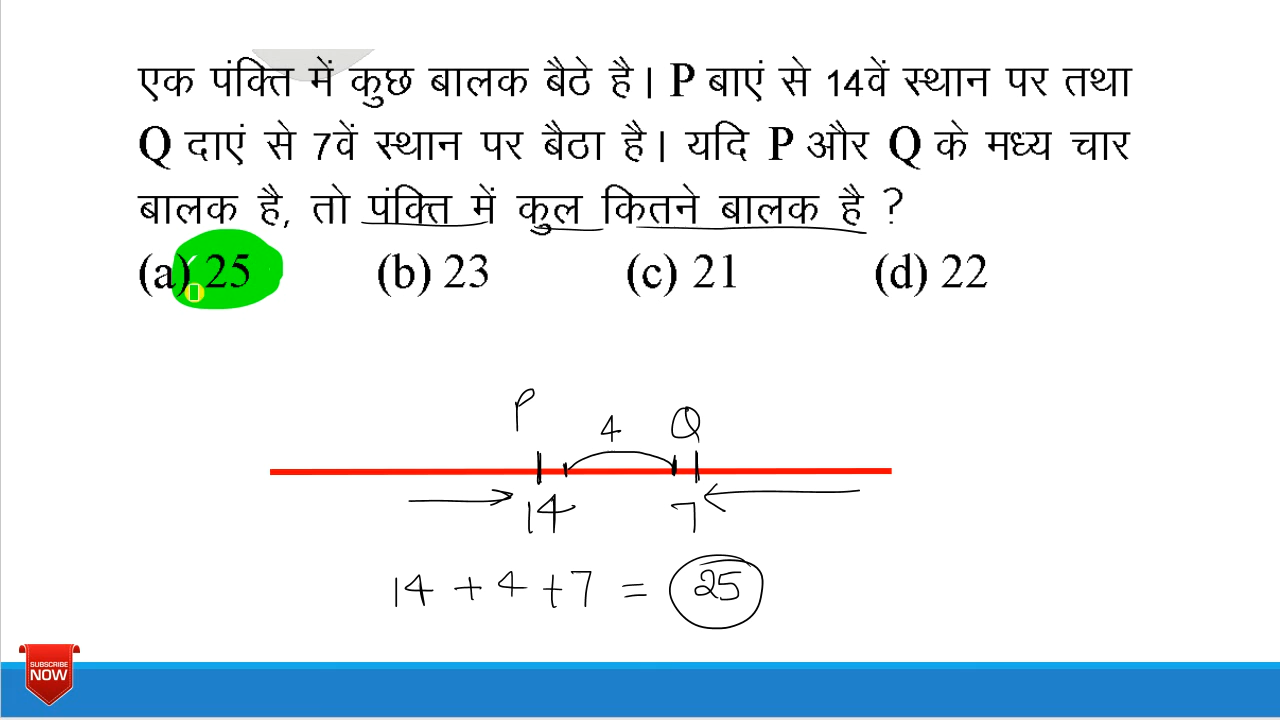 एक पंक्ति में कुछ बालक बैठे है। P बाएं से 14वें स्थान पर तथा
Q दाएं से 7वें स्थान पर बैठा है। यदि P और Q के मध्य चार
बालक है, तो पंक्ति में कुल कितने बालक है ?
(a) 25 (b) 23 (c) 21 (d) 22
P 4 Q
14 7
14 + 4 + 7 = 25
SUBSCRIBE
NOW